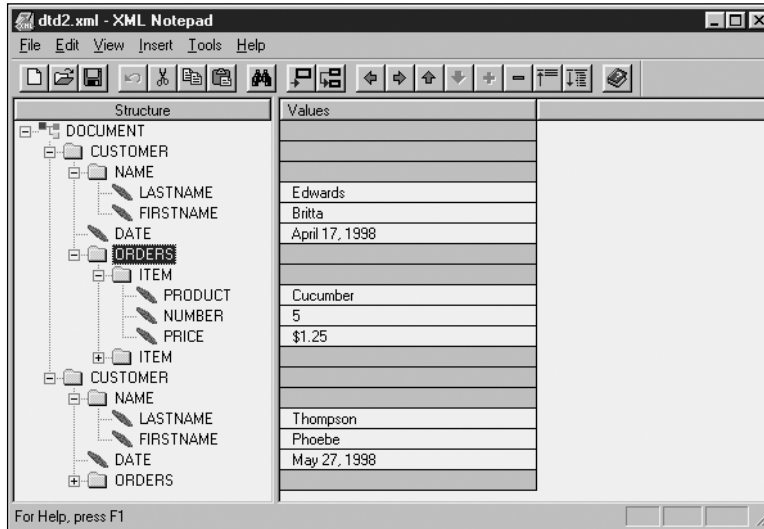 dtd2.xml - XML Notepad
File Edit View Insert Tools Help
Structure Values
DOCUMENT
CUSTOMER
NAME
LASTNAME Edwards
FIRSTNAME Britta
DATE April 17, 1998
ORDERS
ITEM
PRODUCT Cucumber
NUMBER 5
PRICE $1.25
ITEM
CUSTOMER
NAME
LASTNAME Thompson
FIRSTNAME Phoebe
DATE May 27, 1998
ORDERS
For Help, press F1